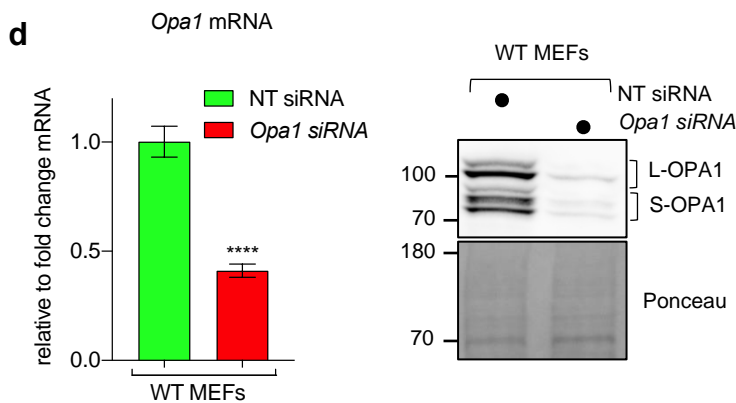 d
Opa1 mRNA
relative to fold change mRNA
1.0
0.5
0.0
NT siRNA
Opa1 siRNA
****
WT MEFs
WT MEFs
NT siRNA
Opa1 siRNA
100
70
L-OPA1
S-OPA1
180
70
Ponceau